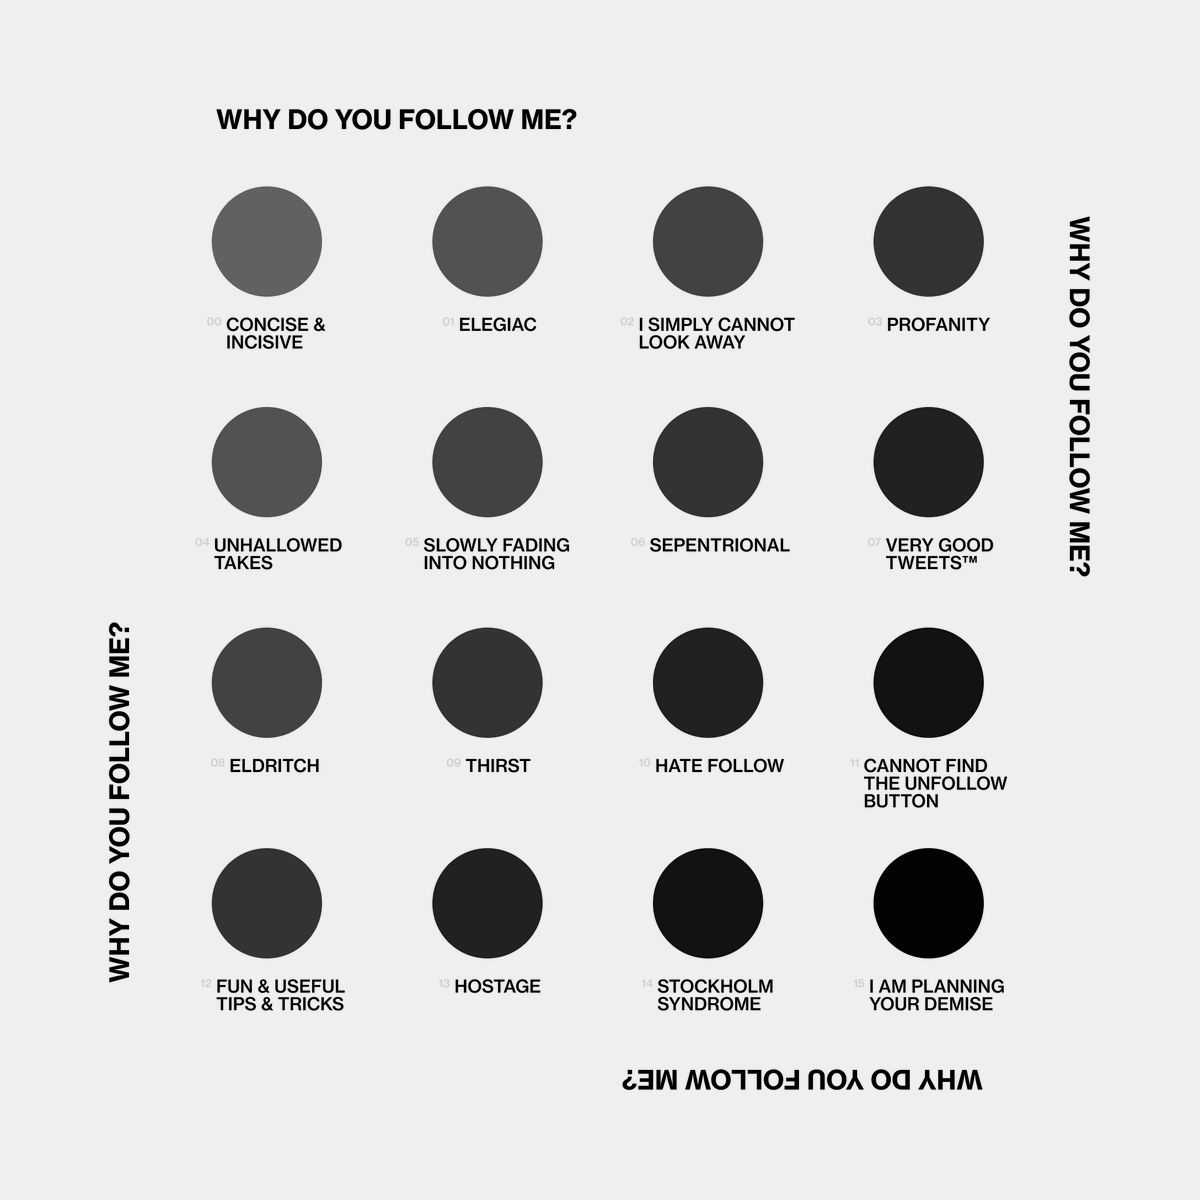 WHY DO YOU FOLLOW ME?
WHY DO YOU FOLLOW ME?
00 CONCISE &
INCISIVE
01 ELEGIAC
02 I SIMPLY CANNOT
LOOK AWAY
03 PROFANITY
04 UNHALLOWED
TAKES
05 SLOWLY FADING
INTO NOTHING
06 SEPENTRIONAL
07 VERY GOOD
TWEETS™
08 ELDRITCH
09 THIRST
10 HATE FOLLOW
11 CANNOT FIND
THE UNFOLLOW
BUTTON
12 FUN & USEFUL
TIPS & TRICKS
13 HOSTAGE
14 STOCKHOLM
SYNDROME
15 I AM PLANNING
YOUR DEMISE
WHY DO YOU FOLLOW ME?
WHY DO YOU FOLLOW ME?